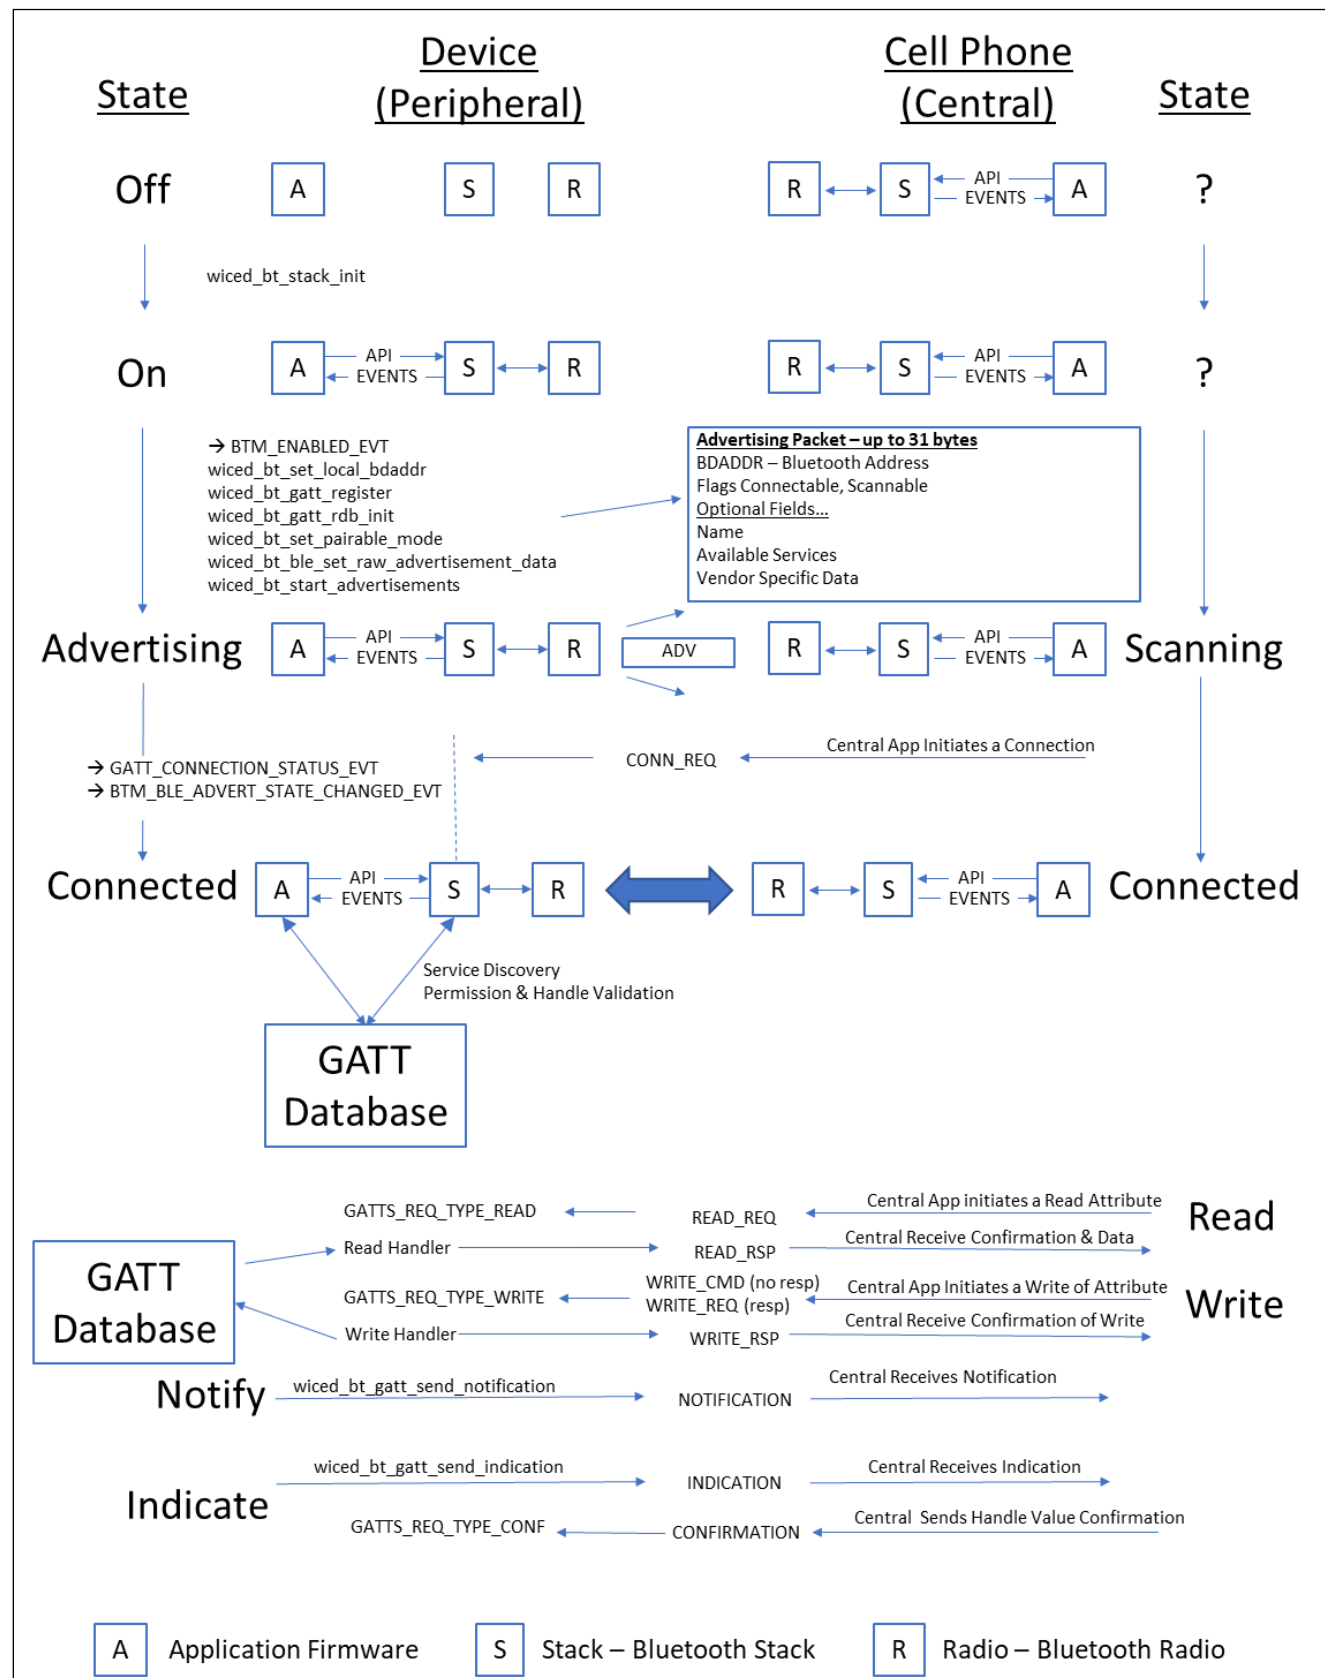 Device
(Peripheral)
Cell Phone
(Central)
State
State
Off
A
S
R
R
S
API
EVENTS
A
?
wiced_bt_stack_init
On
A
API
EVENTS
S
R
R
S
API
EVENTS
A
?
→ BTM_ENABLED_EVT
wiced_bt_set_local_bdaddr
wiced_bt_gatt_register
wiced_bt_gatt_rdb_init
wiced_bt_set_pairable_mode
wiced_bt_ble_set_raw_advertisement_data
wiced_bt_start_advertisements
Advertising Packet – up to 31 bytes
BDADDR – Bluetooth Address
Flags Connectable, Scannable
Optional Fields...
Name
Available Services
Vendor Specific Data
Advertising
A
API
EVENTS
S
R
ADV
R
S
API
EVENTS
A
Scanning
Central App Initiates a Connection
CONN_REQ
→ GATT_CONNECTION_STATUS_EVT
→ BTM_BLE_ADVERT_STATE_CHANGED_EVT
Connected
A
API
EVENTS
S
R
R
S
API
EVENTS
A
Connected
Service Discovery
Permission & Handle Validation
GATT
Database
GATTS_REQ_TYPE_READ
READ_REQ
Central App initiates a Read Attribute
Read
Read Handler
READ_RSP
Central Receive Confirmation & Data
GATT
Database
GATTS_REQ_TYPE_WRITE
WRITE_CMD (no resp)
WRITE_REQ (resp)
Central App Initiates a Write of Attribute
Write
Write Handler
WRITE_RSP
Central Receive Confirmation of Write
Notify
wiced_bt_gatt_send_notification
NOTIFICATION
Central Receives Notification
Indicate
wiced_bt_gatt_send_indication
INDICATION
Central Receives Indication
GATTS_REQ_TYPE_CONF
CONFIRMATION
Central Sends Handle Value Confirmation
A
Application Firmware
S
Stack – Bluetooth Stack
R
Radio – Bluetooth Radio